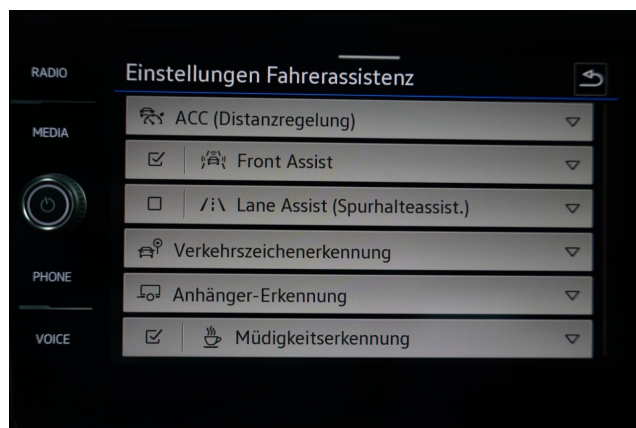 RADIO
Einstellungen Fahrerassistenz
ACC (Distanzregelung)
MEDIA
Front Assist
Lane Assist (Spurhalteassist.)
Verkehrszeichenerkennung
PHONE
Anhänger-Erkennung
VOICE
Müdigkeitserkennung